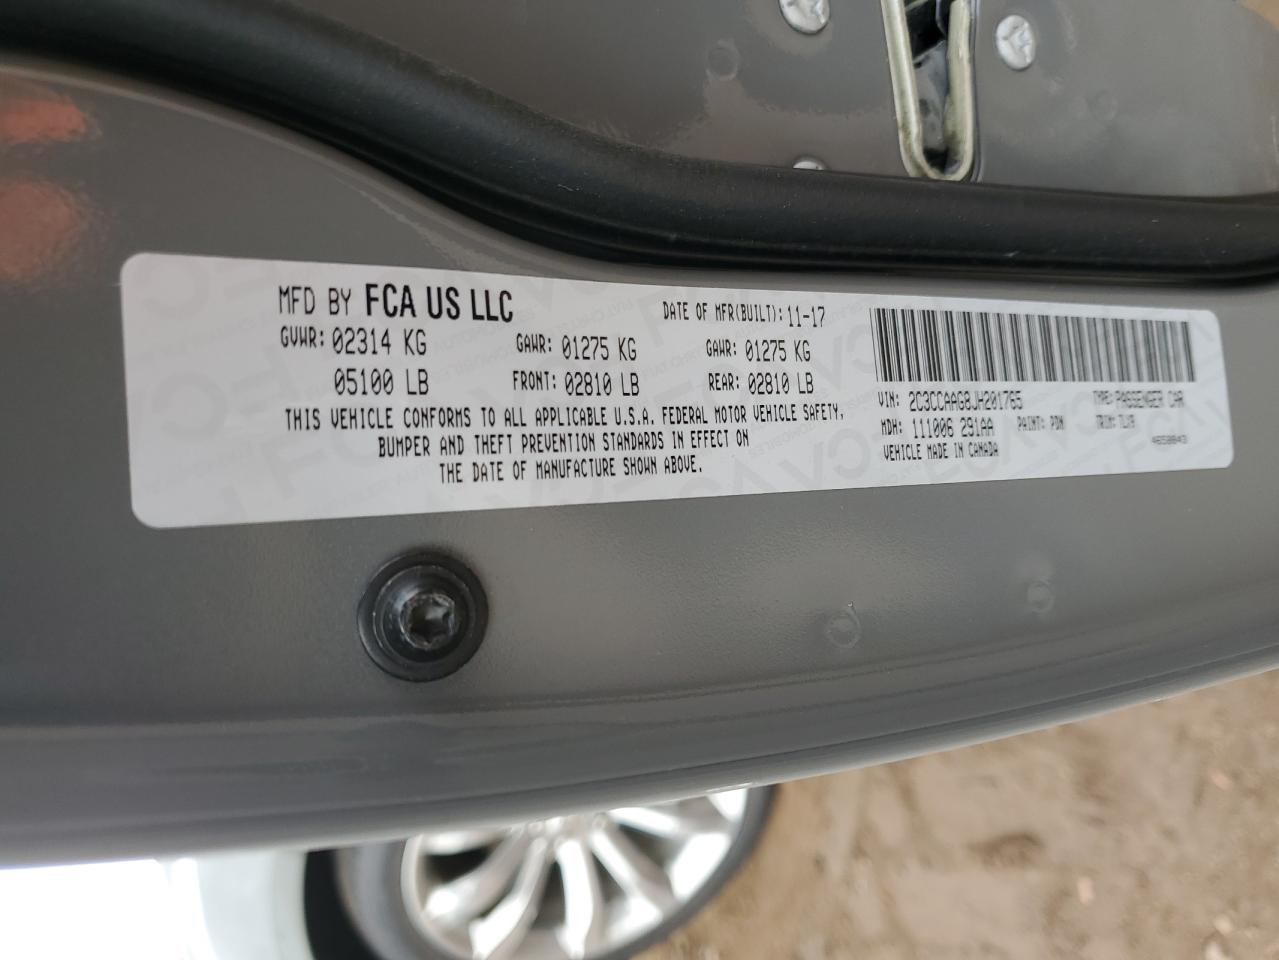 MFD BY FCA US LLC DATE OF MFR(BUILT): 11-17
GVWR: 02314 KG GAWR: 01275 KG GAWR: 01275 KG
05100 LB FRONT: 02810 LB REAR: 02810 LB
THIS VEHICLE CONFORMS TO ALL APPLICABLE U.S.A. FEDERAL MOTOR VEHICLE SAFETY,
BUMPER AND THEFT PREVENTION STANDARDS IN EFFECT ON
THE DATE OF MANUFACTURE SHOWN ABOVE.
VIN: 2C3CCAAG8JH201765 TYPE: PASSENGER CAR
MDH: 111006 291AA PAINT: PDN TRIM:
VEHICLE MADE IN CANADA